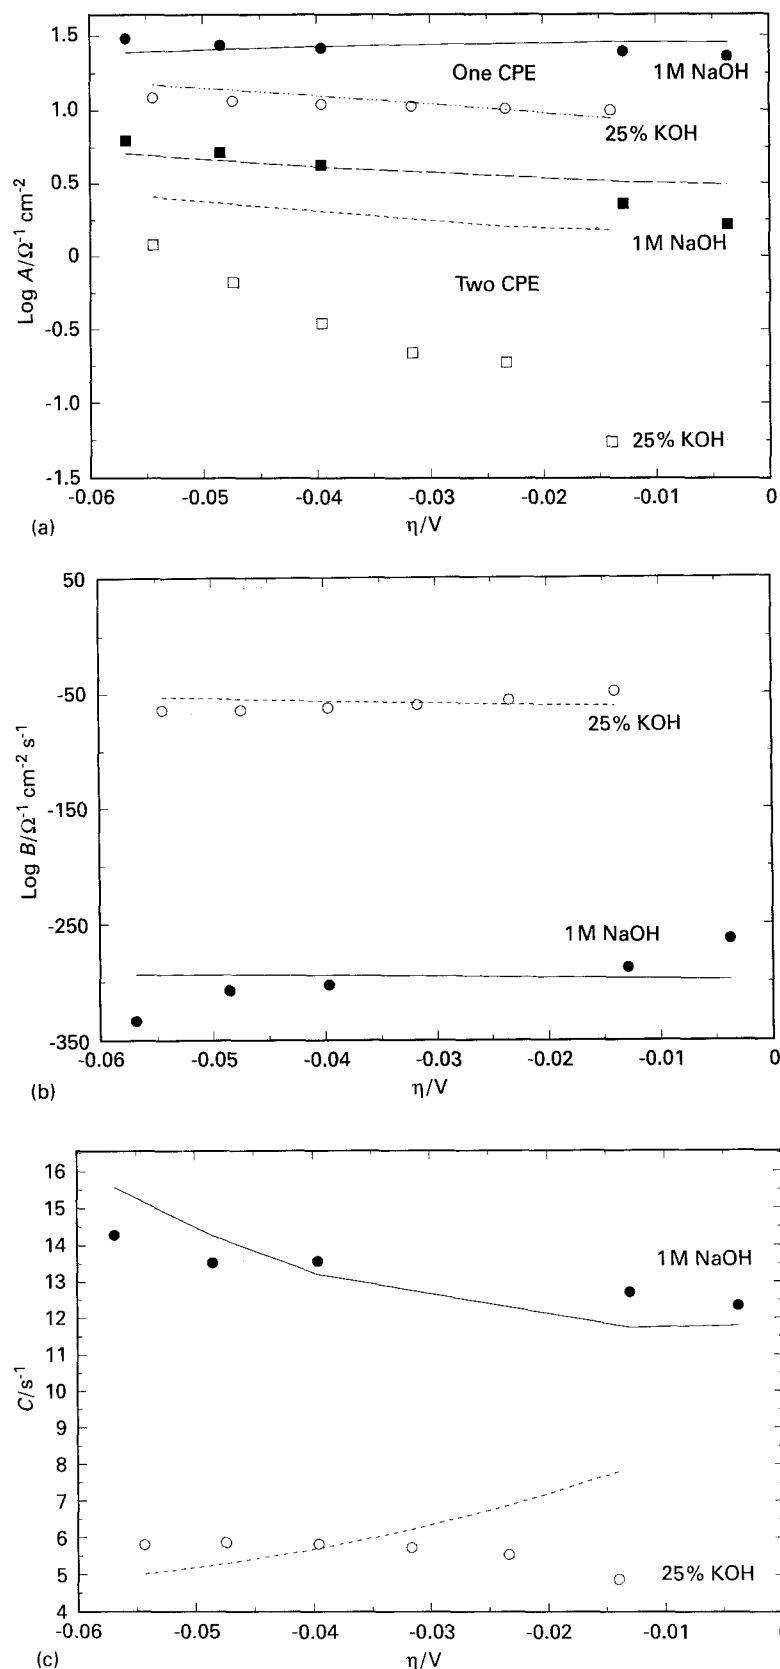 1.5
1.0
0.5
0
-0.5
-1.0
-1.5
Log A/Ω⁻¹ cm⁻²
One CPE
1M NaOH
25% KOH
1M NaOH
Two CPE
25% KOH
-0.06 -0.05 -0.04 -0.03 -0.02 -0.01 0
η/V
(a)
50
-50
-150
-250
-350
Log B/Ω⁻¹ cm⁻² s⁻¹
25% KOH
1M NaOH
-0.06 -0.05 -0.04 -0.03 -0.02 -0.01 0
η/V
(b)
16
15
14
13
12
11
10
9
8
7
6
5
4
C/s⁻¹
1M NaOH
25% KOH
-0.06 -0.05 -0.04 -0.03 -0.02 -0.01
η/V
(c)